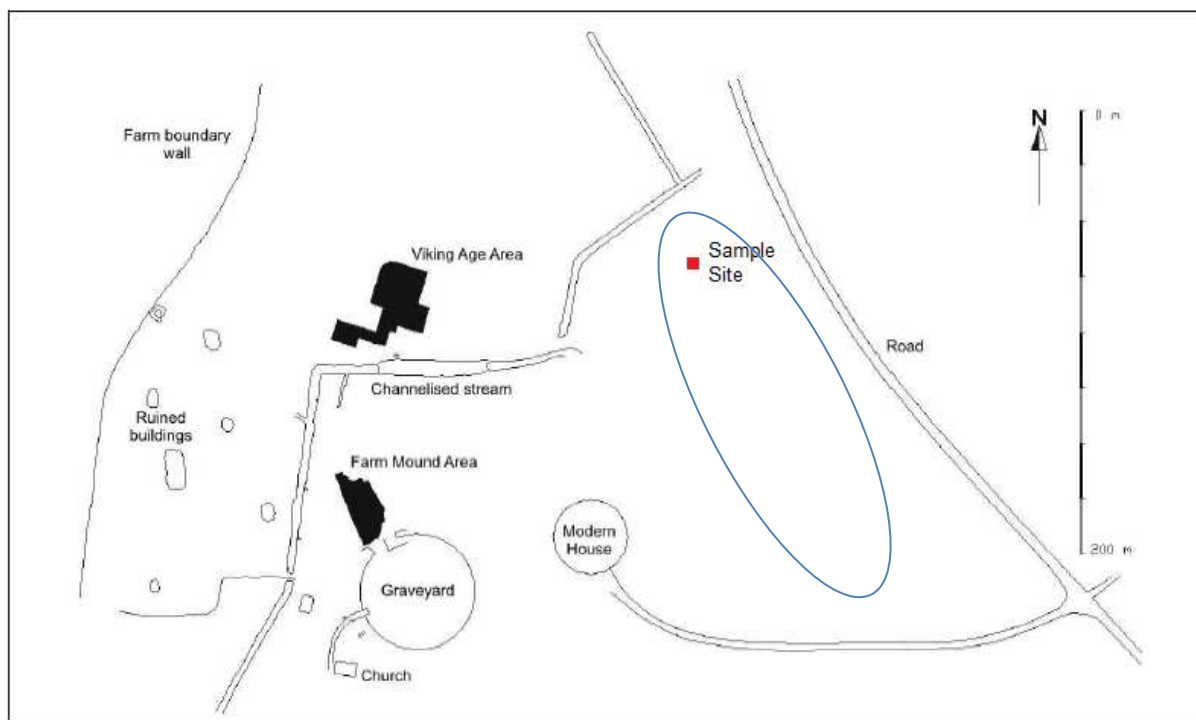 Farm boundary
wall
N
0 m
Viking Age Area
Sample
Site
Road
Channelised stream
Ruined
buildings
Farm Mound Area
Modern
House
200 m
Graveyard
Church